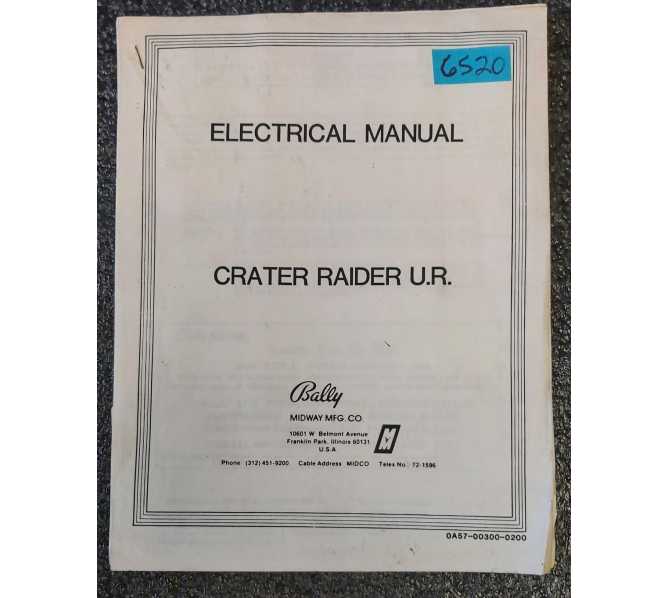 6520
ELECTRICAL MANUAL
CRATER RAIDER U.R.
Bally
MIDWAY MFG. CO.
10601 W. Belmont Avenue
Franklin Park, Illinois 60131
U.S.A.
Phone (312) 451-9200 Cable Address MIDCO Telex No.: 72-1596
0A57-00300-0200